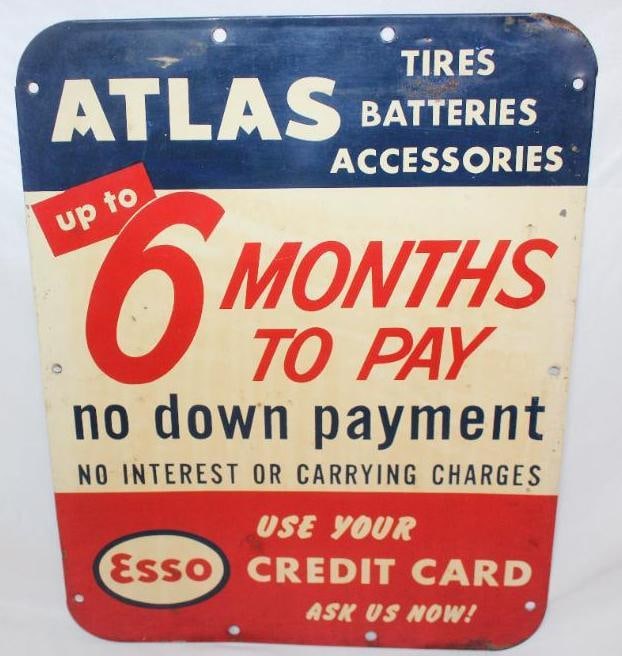 ATLAS
TIRES
BATTERIES
ACCESSORIES
up to
6 MONTHS
TO PAY
no down payment
NO INTEREST OR CARRYING CHARGES
Esso
USE YOUR
CREDIT CARD
ASK US NOW!